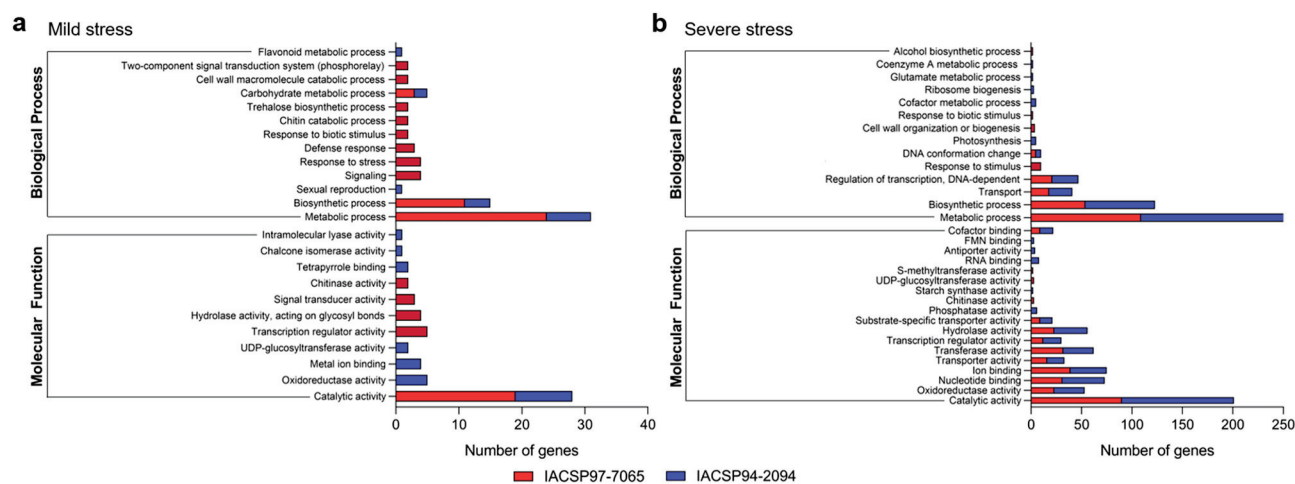 a Mild stress
Biological Process
Flavonoid metabolic process
Two-component signal transduction system (phosphorelay)
Cell wall macromolecule catabolic process
Carbohydrate metabolic process
Trehalose biosynthetic process
Chitin catabolic process
Response to biotic stimulus
Defense response
Response to stress
Signaling
Sexual reproduction
Biosynthetic process
Metabolic process
Molecular Function
Intramolecular lyase activity
Chalcone isomerase activity
Tetrapyrrole binding
Chitinase activity
Signal transducer activity
Hydrolase activity, acting on glycosyl bonds
Transcription regulator activity
UDP-glucosyltransferase activity
Metal ion binding
Oxidoreductase activity
Catalytic activity
0 10 20 30 40
Number of genes
b Severe stress
Biological Process
Alcohol biosynthetic process
Coenzyme A metabolic process
Glutamate metabolic process
Ribosome biogenesis
Cofactor metabolic process
Response to biotic stimulus
Cell wall organization or biogenesis
Photosynthesis
DNA conformation change
Response to stimulus
Regulation of transcription, DNA-dependent
Transport
Biosynthetic process
Metabolic process
Molecular Function
Cofactor binding
FMN binding
Antiporter activity
RNA binding
S-methyltransferase activity
UDP-glucosyltransferase activity
Starch synthase activity
Chitinase activity
Phosphatase activity
Substrate-specific transporter activity
Hydrolase activity
Transcription regulator activity
Transferase activity
Transporter activity
Ion binding
Nucleotide binding
Oxidoreductase activity
Catalytic activity
0 50 100 150 200 250
Number of genes
IACSP97-7065 IACSP94-2094